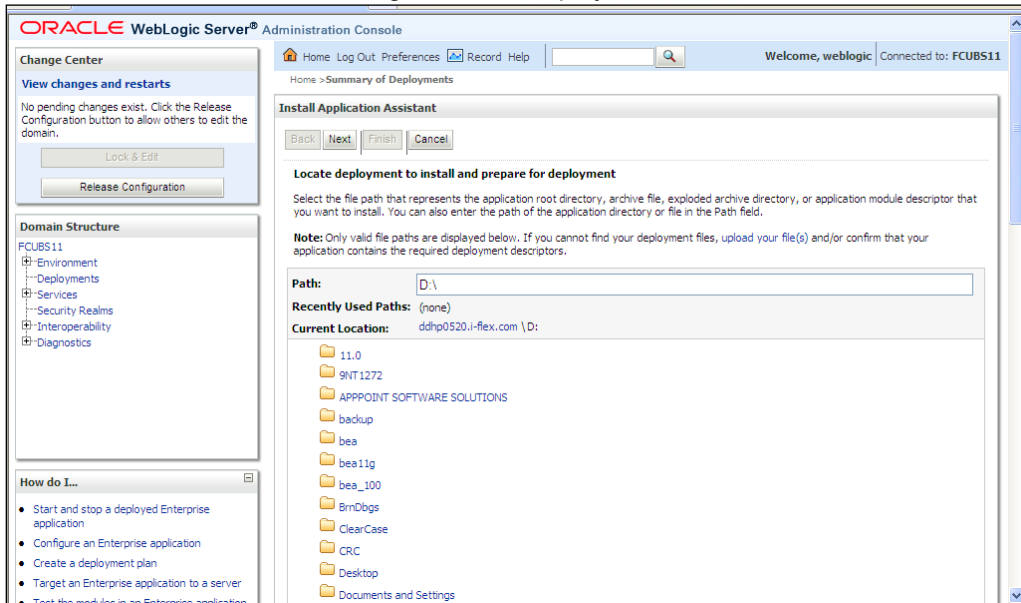 ORACLE WebLogic Server® Administration Console
Change Center
View changes and restarts
No pending changes exist. Click the Release
Configuration button to allow others to edit the
domain.
Lock & Edit
Release Configuration
Domain Structure
FCUBS11
Environment
Deployments
Services
Security Realms
Interoperability
Diagnostics
How do I...
Start and stop a deployed Enterprise
application
Configure an Enterprise application
Create a deployment plan
Target an Enterprise application to a server
Test the modules in an Enterprise application
Home Log Out Preferences Record Help
Welcome, weblogic Connected to: FCUBS11
Home >Summary of Deployments
Install Application Assistant
Back Next Finish Cancel
Locate deployment to install and prepare for deployment
Select the file path that represents the application root directory, archive file, exploded archive directory, or application module descriptor that
you want to install. You can also enter the path of the application directory or file in the Path field.
Note: Only valid file paths are displayed below. If you cannot find your deployment files, upload your file(s) and/or confirm that your
application contains the required deployment descriptors.
Path: D:\
Recently Used Paths: (none)
Current Location: ddhp0520.i-flex.com \D:
11.0
9NT1272
APPPOINT SOFTWARE SOLUTIONS
backup
bea
bea11g
bea_100
BrnDbgs
ClearCase
CRC
Desktop
Documents and Settings